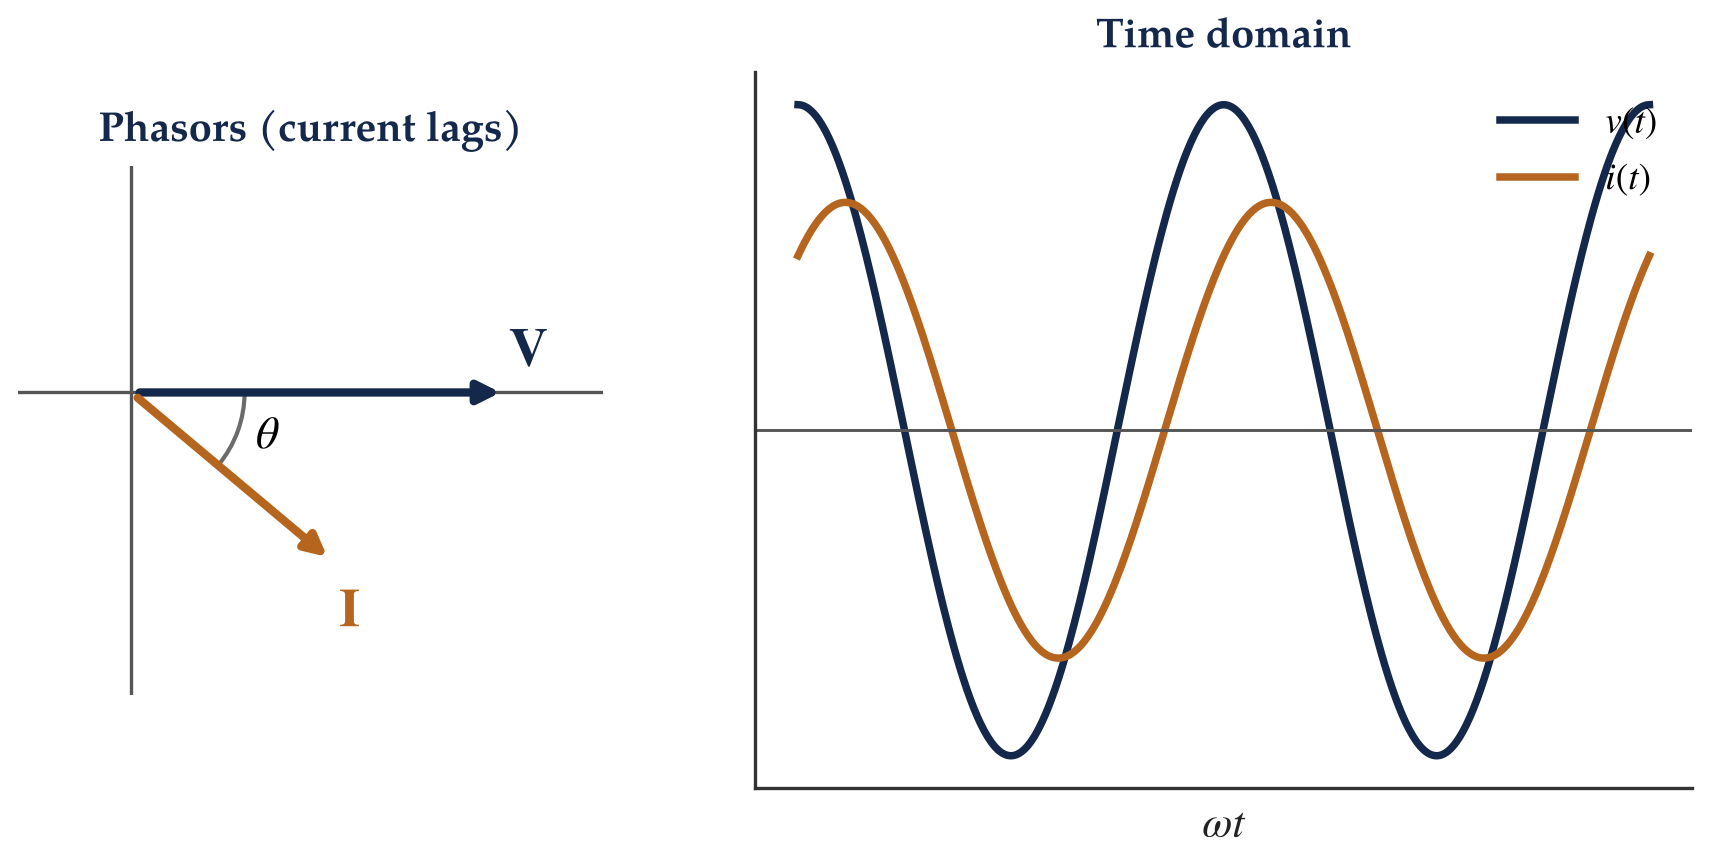 Phasors (current lags)
V
θ
I
Time domain
v(t)
i(t)
ωt